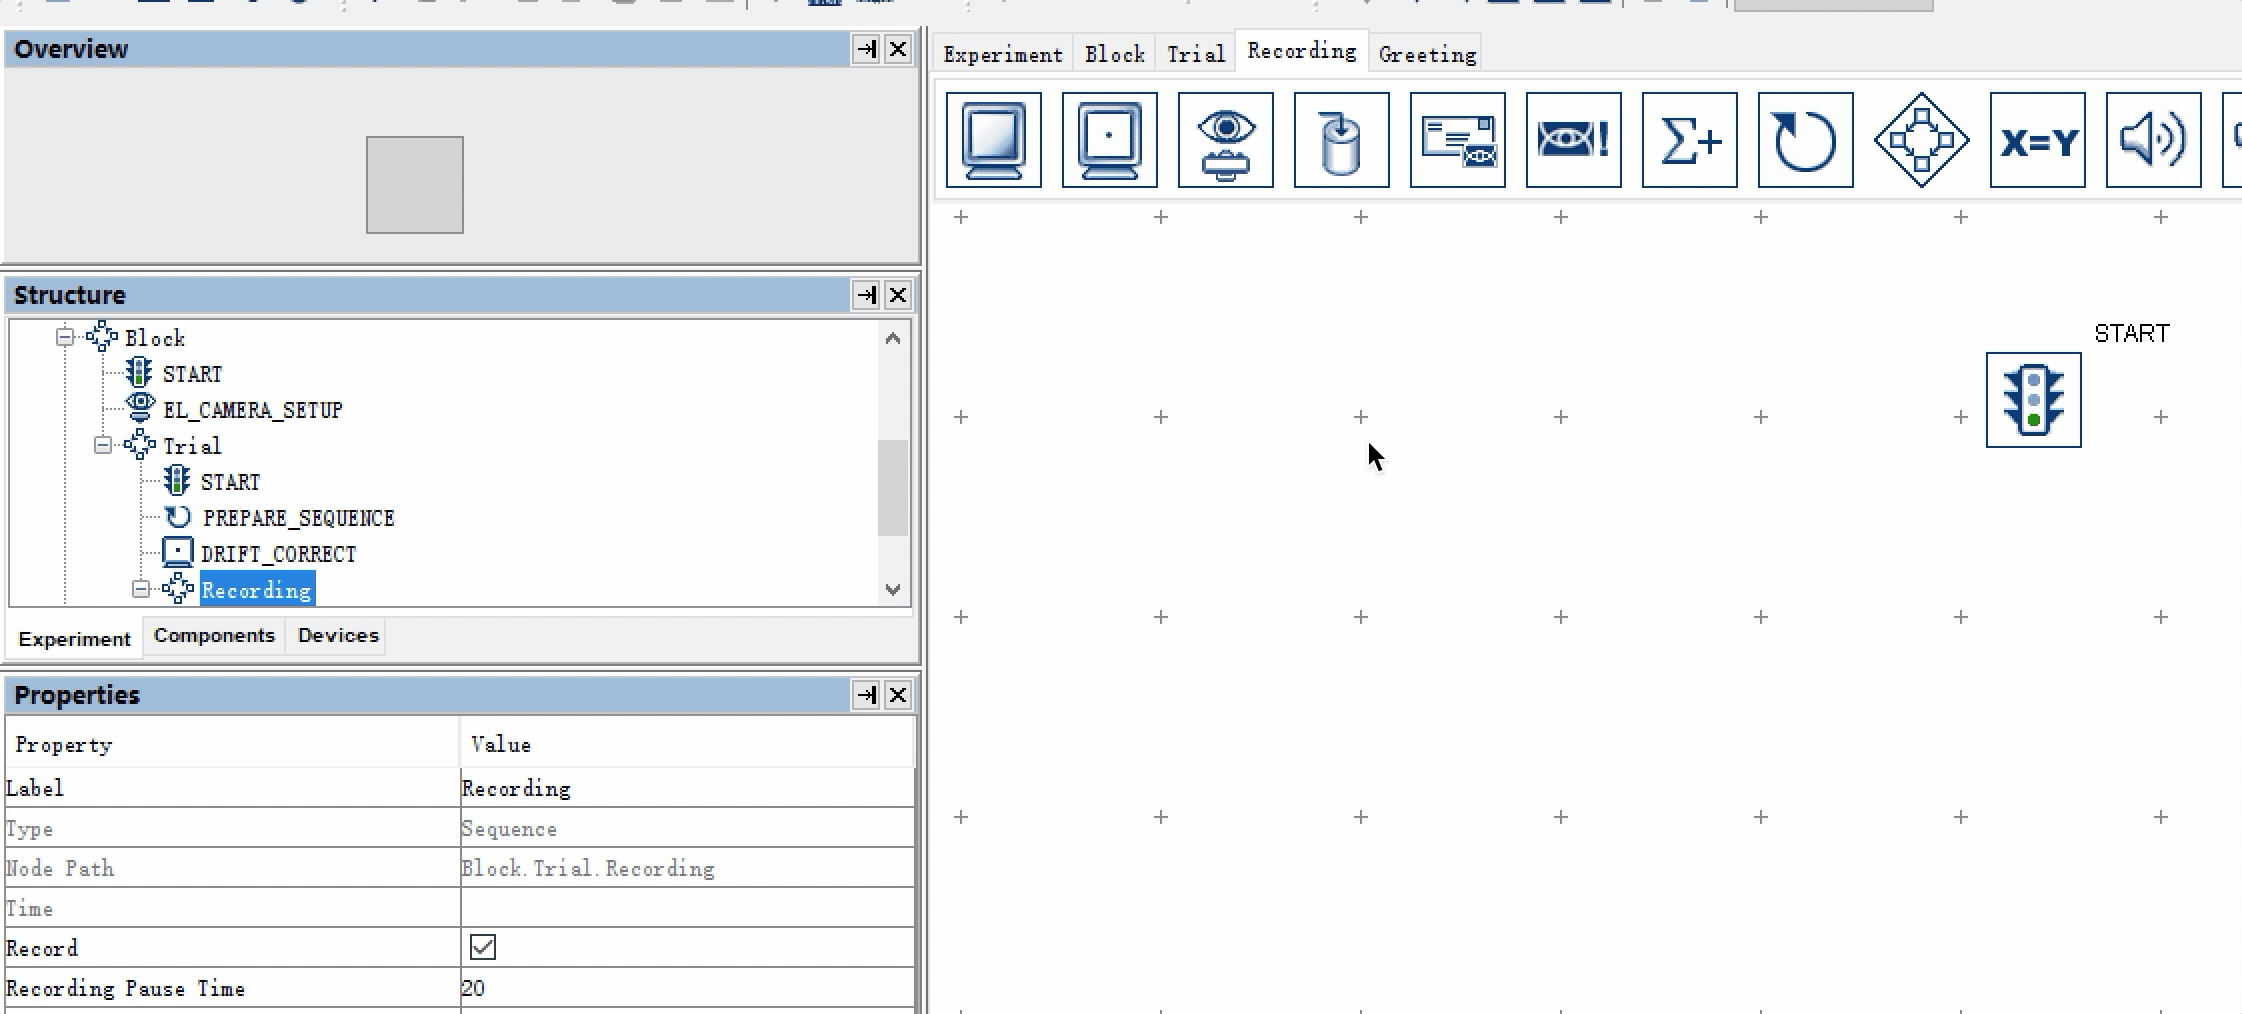 Overview
Structure
Block
START
EL_CAMERA_SETUP
Trial
START
PREPARE_SEQUENCE
DRIFT_CORRECT
Recording
Experiment Components Devices
Properties
Property Value
Label Recording
Type Sequence
Node Path Block.Trial.Recording
Time
Record
Recording Pause Time 20
Experiment Block Trial Recording Greeting
! Σ+ X=Y
START